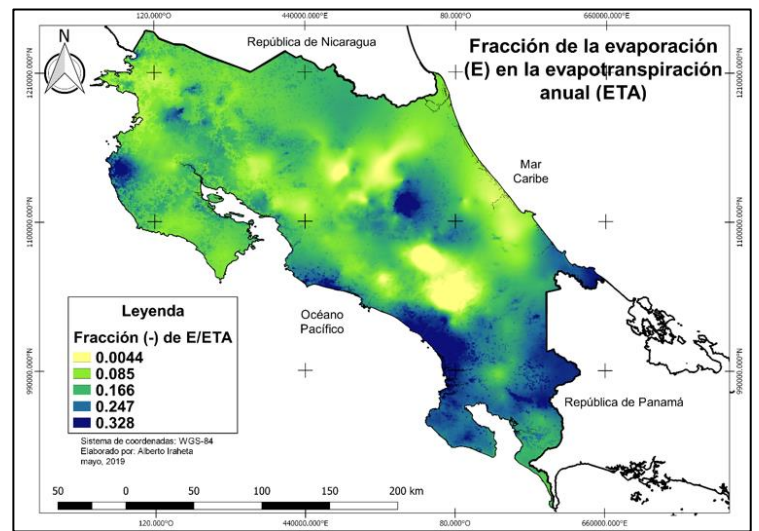 120.000°O
440000.000°N
80.000°O
660000.000°N
N
República de Nicaragua
Fracción de la evaporación
(E) en la evapotranspiración
anual (ETA)
1210000.000°N
1210000.000°N
Mar
Caribe
1100000.000°N
1100000.000°N
Océano
Pacífico
Leyenda
Fracción (-) de E/ETA
0.0044
0.085
0.166
0.247
0.328
990000.000°N
990000.000°N
República de Panamá
Sistema de coordenadas: WGS-84
Elaborado por: Alberto Iraheta
mayo, 2019
50 0 50 100 150 200 km
120.000°O
440000.000°N
80.000°O
660000.000°N